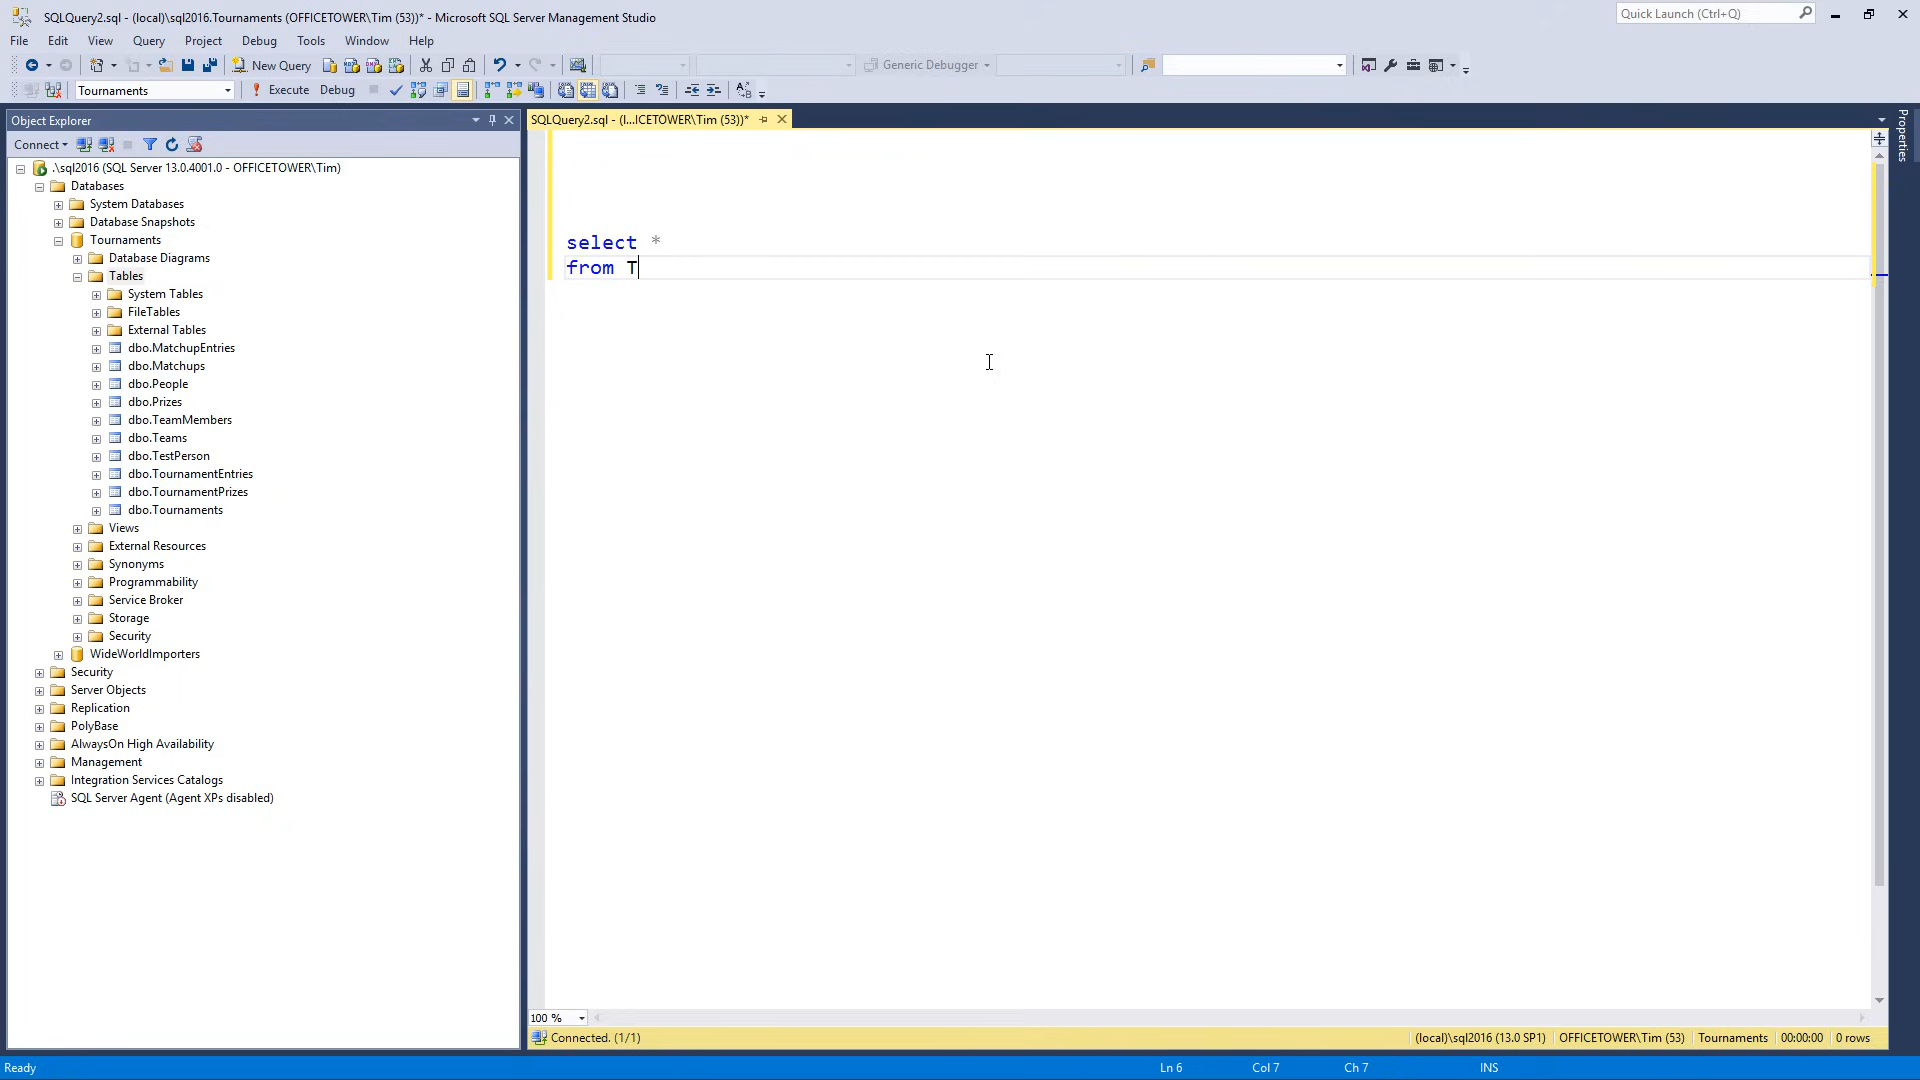 SQLQuery2.sql - (local)\sql2016.Tournaments (OFFICETOWER\Tim (53))* - Microsoft SQL Server Management Studio
Quick Launch (Ctrl+Q)
File Edit View Query Project Debug Tools Window Help
New Query
Generic Debugger
Tournaments
Execute Debug
Object Explorer
SQLQuery2.sql - (l...ICETOWER\Tim (53))*
Properties
Connect
.\sql2016 (SQL Server 13.0.4001.0 - OFFICETOWER\Tim)
Databases
System Databases
Database Snapshots
Tournaments
Database Diagrams
Tables
System Tables
FileTables
External Tables
dbo.MatchupEntries
dbo.Matchups
dbo.People
dbo.Prizes
dbo.TeamMembers
dbo.Teams
dbo.TestPerson
dbo.TournamentEntries
dbo.TournamentPrizes
dbo.Tournaments
Views
External Resources
Synonyms
Programmability
Service Broker
Storage
Security
WideWorldImporters
Security
Server Objects
Replication
PolyBase
AlwaysOn High Availability
Management
Integration Services Catalogs
SQL Server Agent (Agent XPs disabled)
select *
from T
100 %
Connected. (1/1)
(local)\sql2016 (13.0 SP1) OFFICETOWER\Tim (53) Tournaments 00:00:00 0 rows
Ready
Ln 6 Col 7 Ch 7 INS